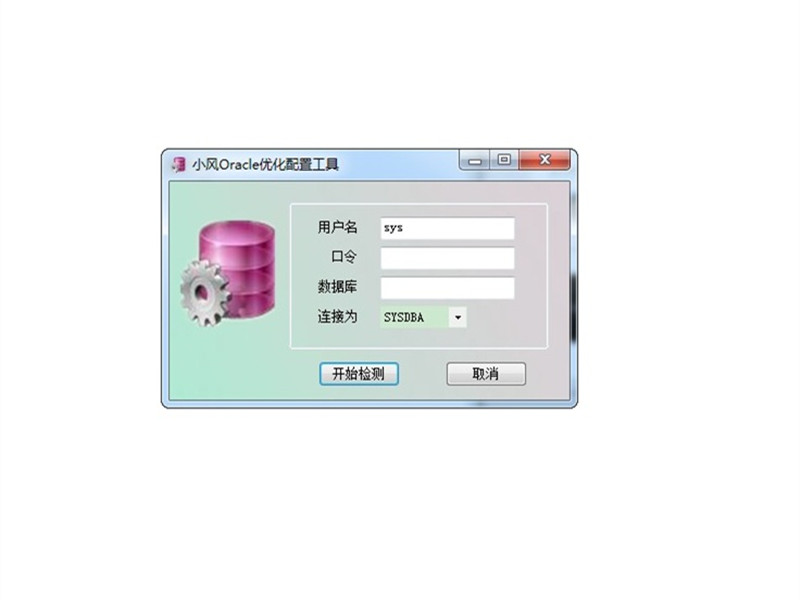 小风Oracle优化配置工具
用户名 sys
口令
数据库
连接为 SYSDBA
开始检测 取消